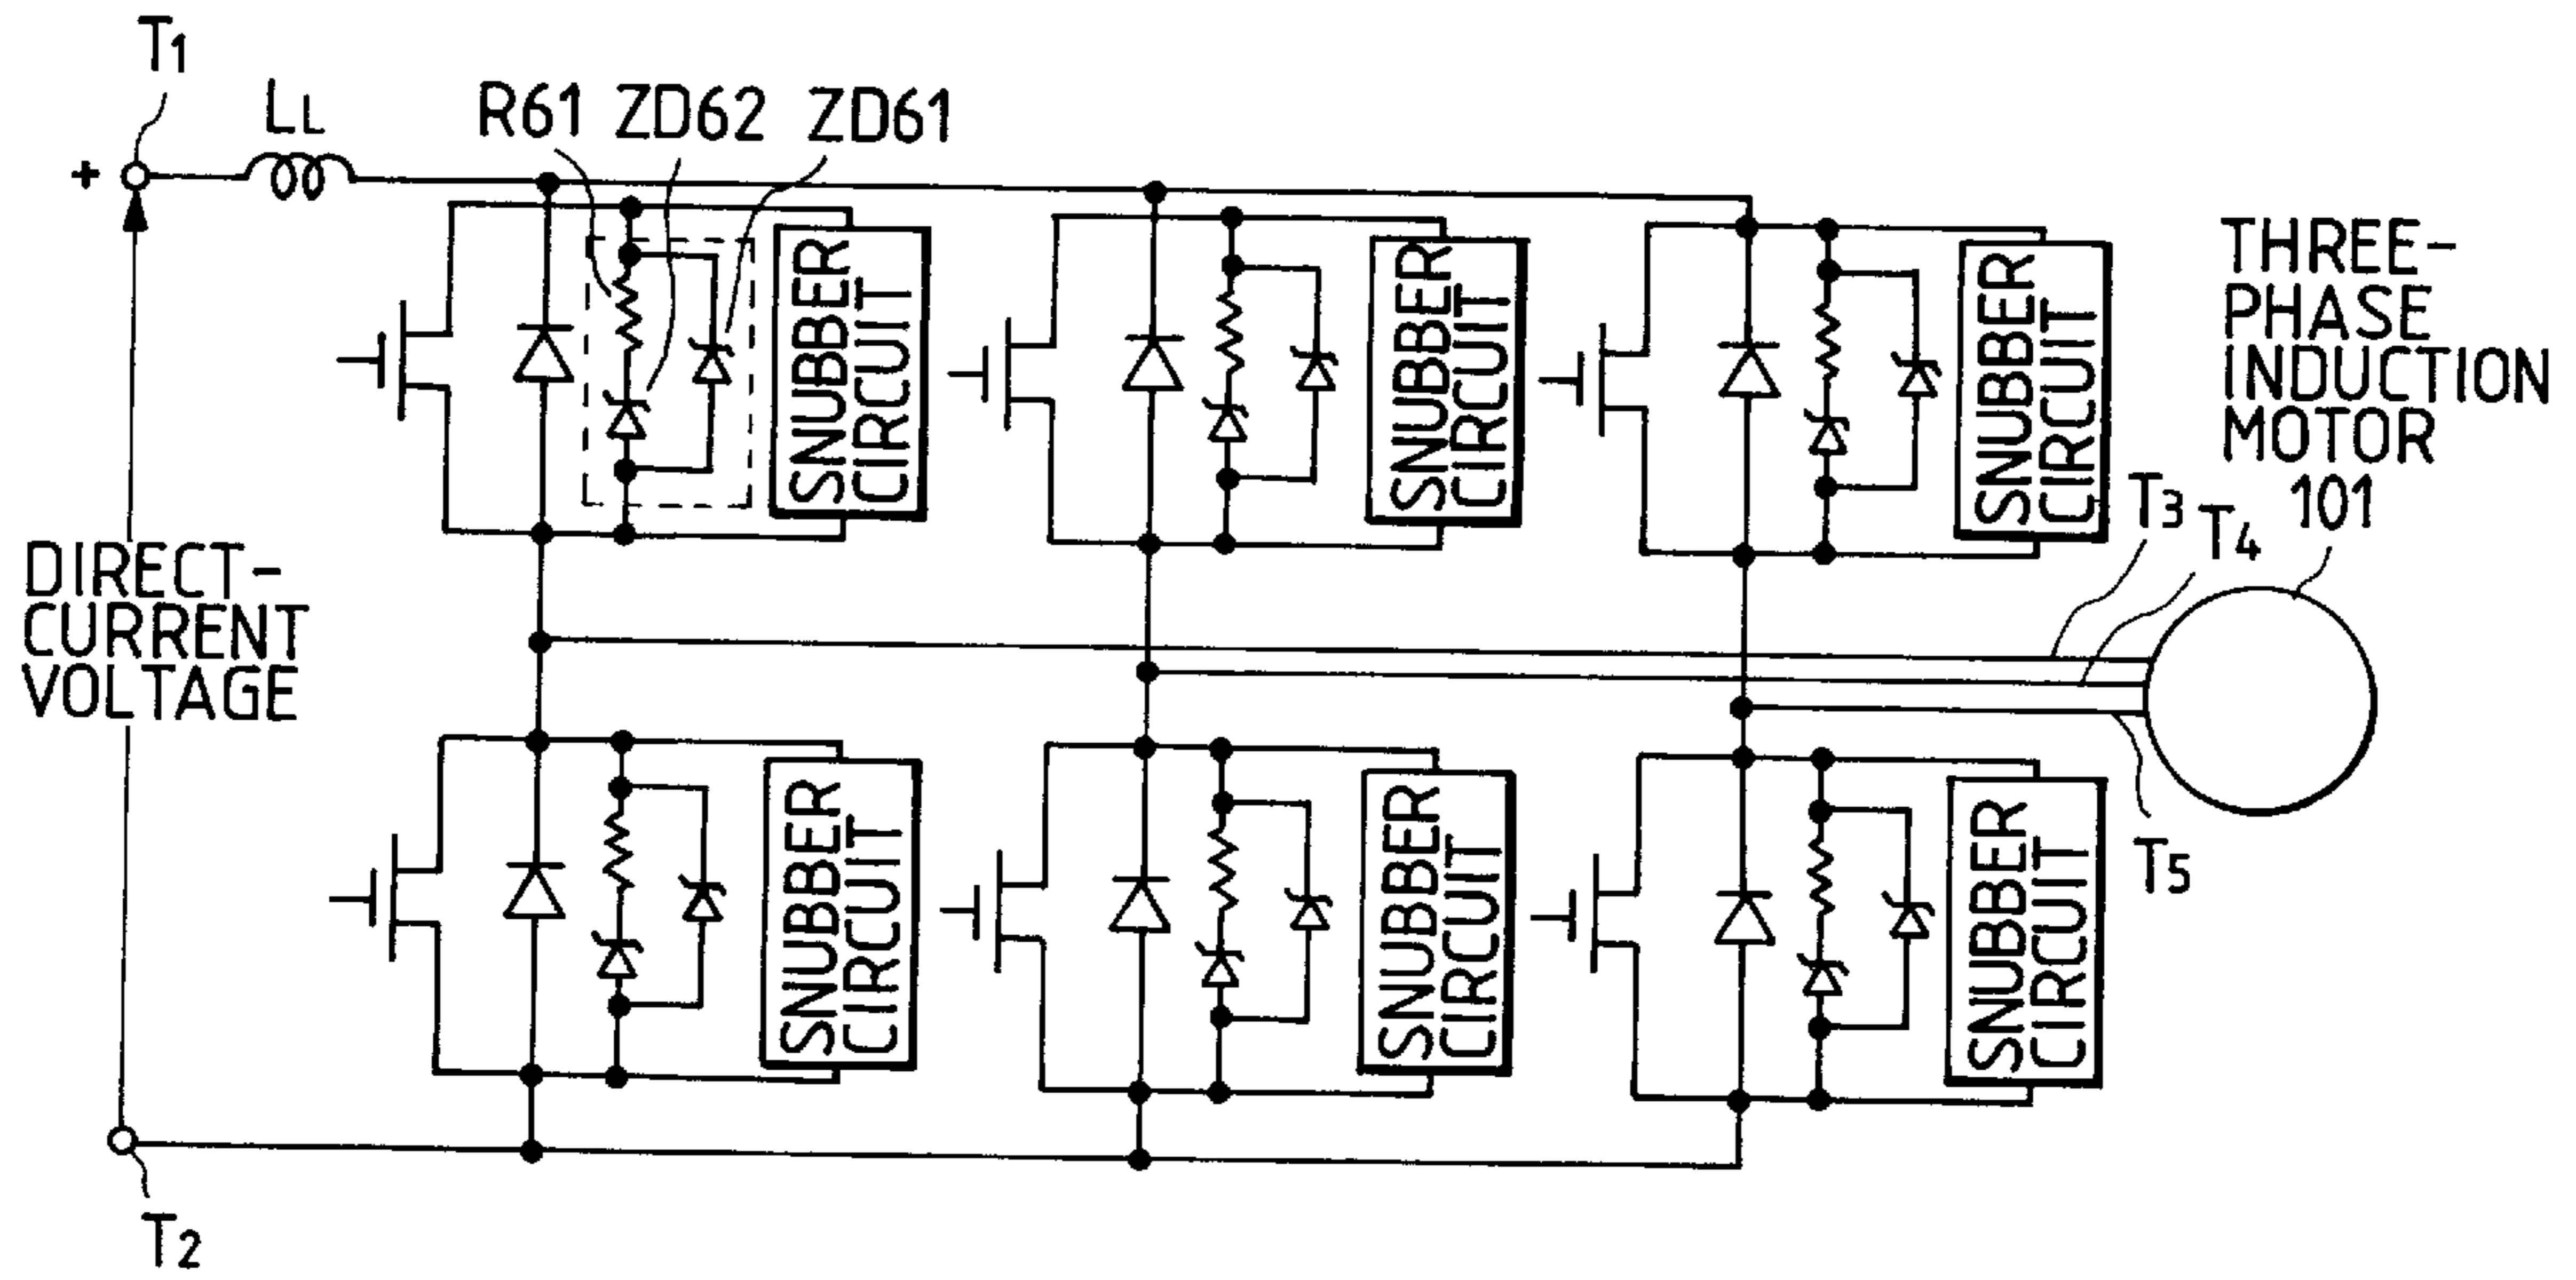 T1
LL
R61 ZD62 ZD61
+
SNUBBER
CIRCUIT
SNUBBER
CIRCUIT
SNUBBER
CIRCUIT
THREE-
PHASE
INDUCTION
MOTOR
101
T3
T4
DIRECT-
CURRENT
VOLTAGE
SNUBBER
CIRCUIT
SNUBBER
CIRCUIT
SNUBBER
CIRCUIT
T5
T2